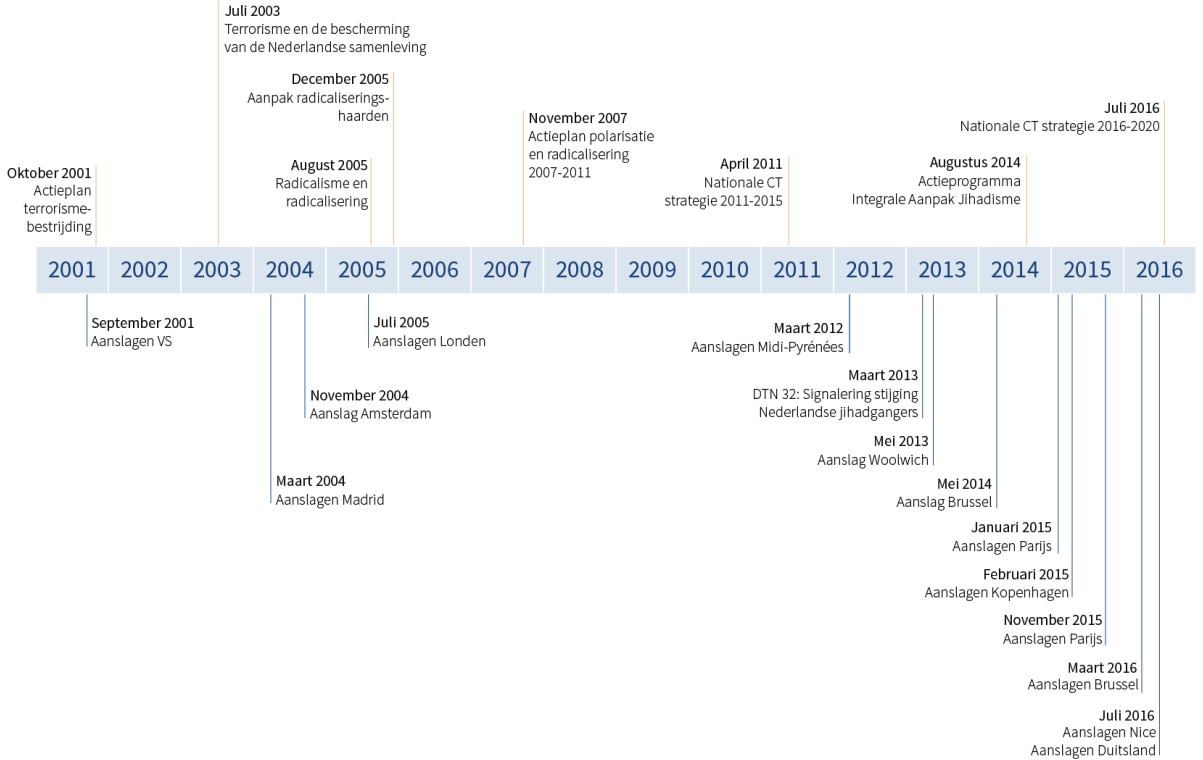 Juli 2003
Terrorisme en de bescherming
van de Nederlandse samenleving
December 2005
Aanpak radicaliserings-
haarden
November 2007
Actieplan polarisatie
en radicalisering
2007-2011
Juli 2016
Nationale CT strategie 2016-2020
Oktober 2001
Actieplan
terrorisme-
bestrijding
August 2005
Radicalisme en
radicalisering
April 2011
Nationale CT
strategie 2011-2015
Augustus 2014
Actieprogramma
Integrale Aanpak Jihadisme
2001 2002 2003 2004 2005 2006 2007 2008 2009 2010 2011 2012 2013 2014 2015 2016
September 2001
Aanslagen VS
Juli 2005
Aanslagen Londen
November 2004
Aanslag Amsterdam
Maart 2004
Aanslagen Madrid
Maart 2012
Aanslagen Midi-Pyrénées
Maart 2013
DTN 32: Signalering stijging
Nederlandse jihadgangers
Mei 2013
Aanslag Woolwich
Mei 2014
Aanslag Brussel
Januari 2015
Aanslagen Parijs
Februari 2015
Aanslagen Kopenhagen
November 2015
Aanslagen Parijs
Maart 2016
Aanslagen Brussel
Juli 2016
Aanslagen Nice
Aanslagen Duitsland